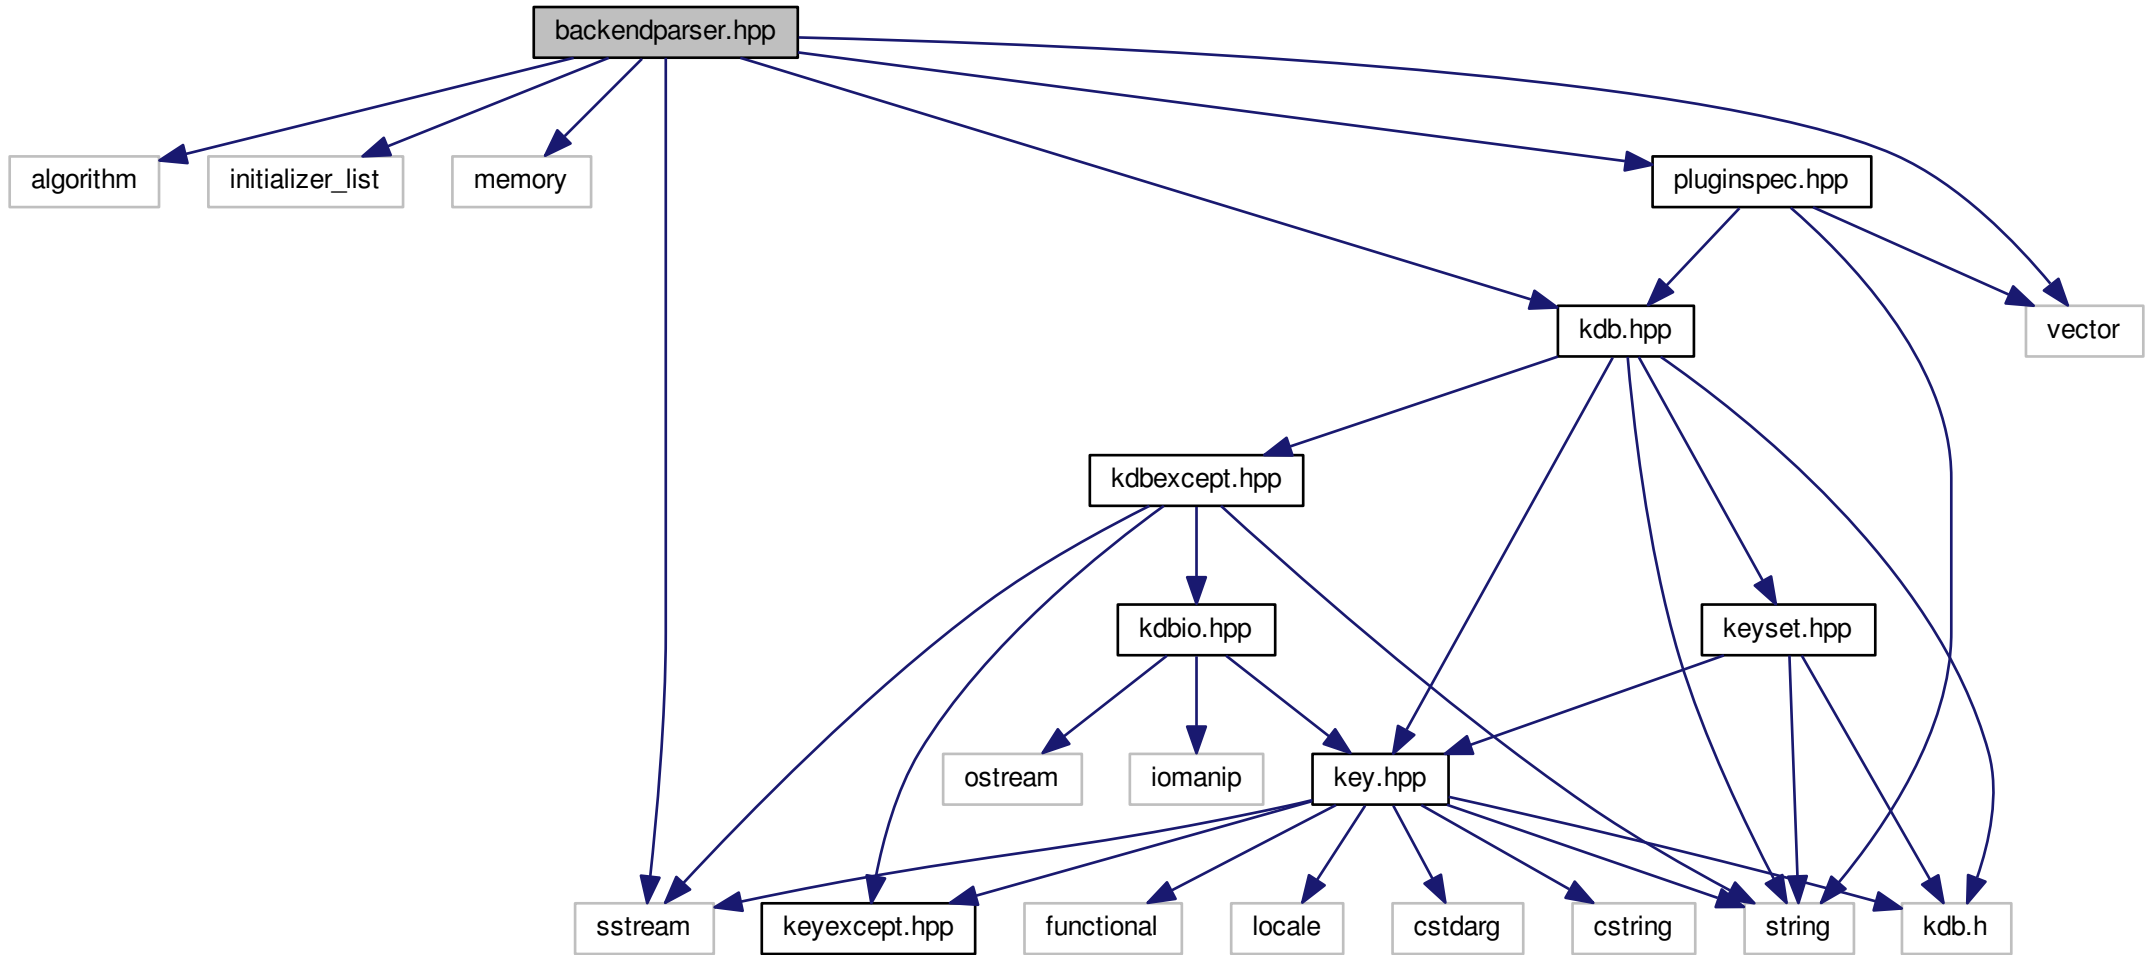 backendparser.hpp
algorithm
initializer_list
memory
pluginspec.hpp
kdb.hpp
vector
kdbexcept.hpp
kdbio.hpp
keyset.hpp
ostream
iomanip
key.hpp
sstream
keyexcept.hpp
functional
locale
cstdarg
cstring
string
kdb.h